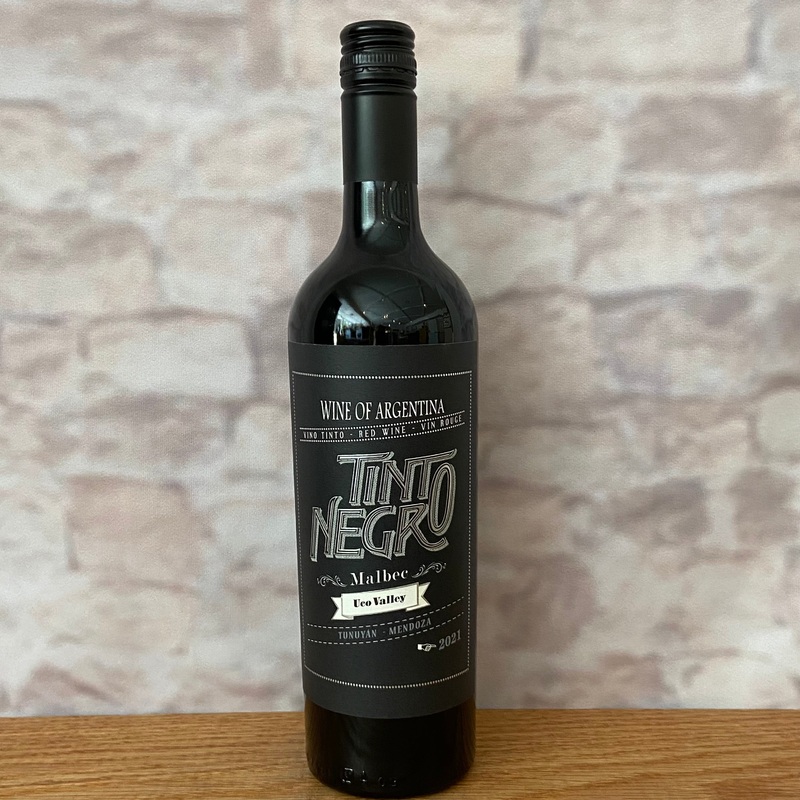 WINE OF ARGENTINA
VINO TINTO - RED WINE - VIN ROUGE
TINTO
NEGRO
Malbec
Uco Valley
TUNUYÁN - MENDOZA
2021